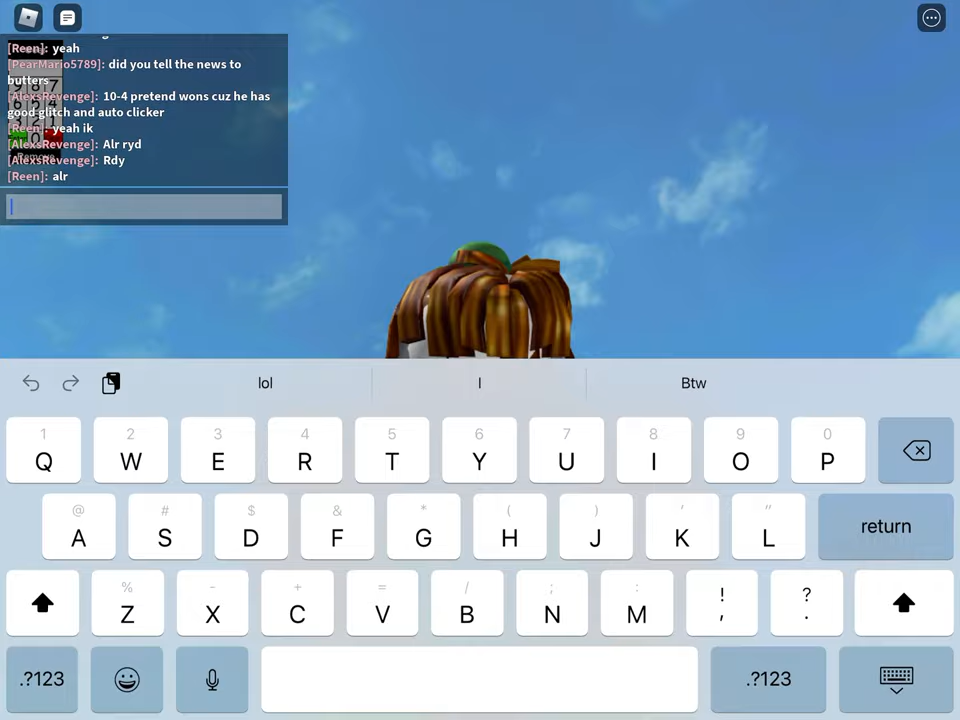 [Reen]: yeah
[PearMario5789]: did you tell the news to
butters
[AlexsRevenge]: 10-4 pretend wons cuz he has
good glitch and auto clicker
[Reen]: yeah ik
[AlexsRevenge]: Alr ryd
[AlexsRevenge]: Rdy
[Reen]: alr
lol I Btw
1 2 3 4 5 6 7 8 9 0
Q W E R T Y U I O P
@ # $ & * ( ) ' "
A S D F G H J K L return
% - + = / ; : ! ?
Z X C V B N M , .
.?123 .?123